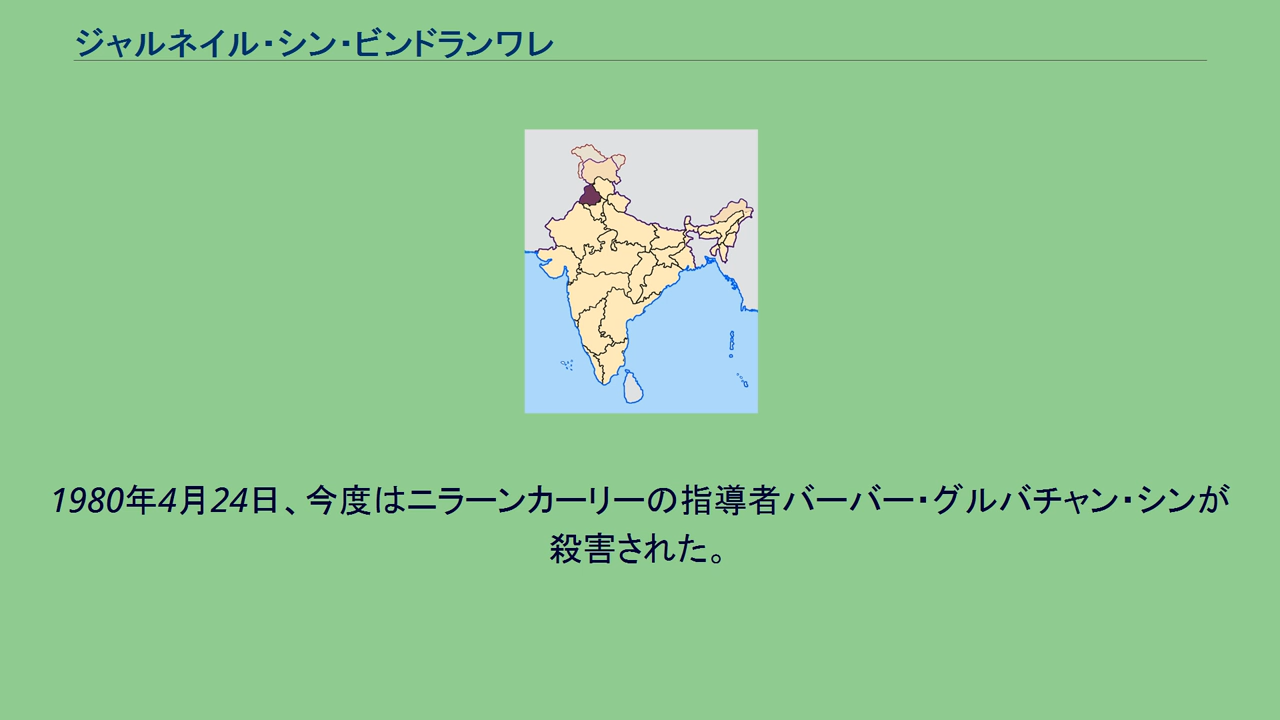 ジャルネイル・シン・ビンドランワレ
1980年4月24日、今度はニラーンカーリーの指導者バーバー・グルバチャン・シンが
殺害された。